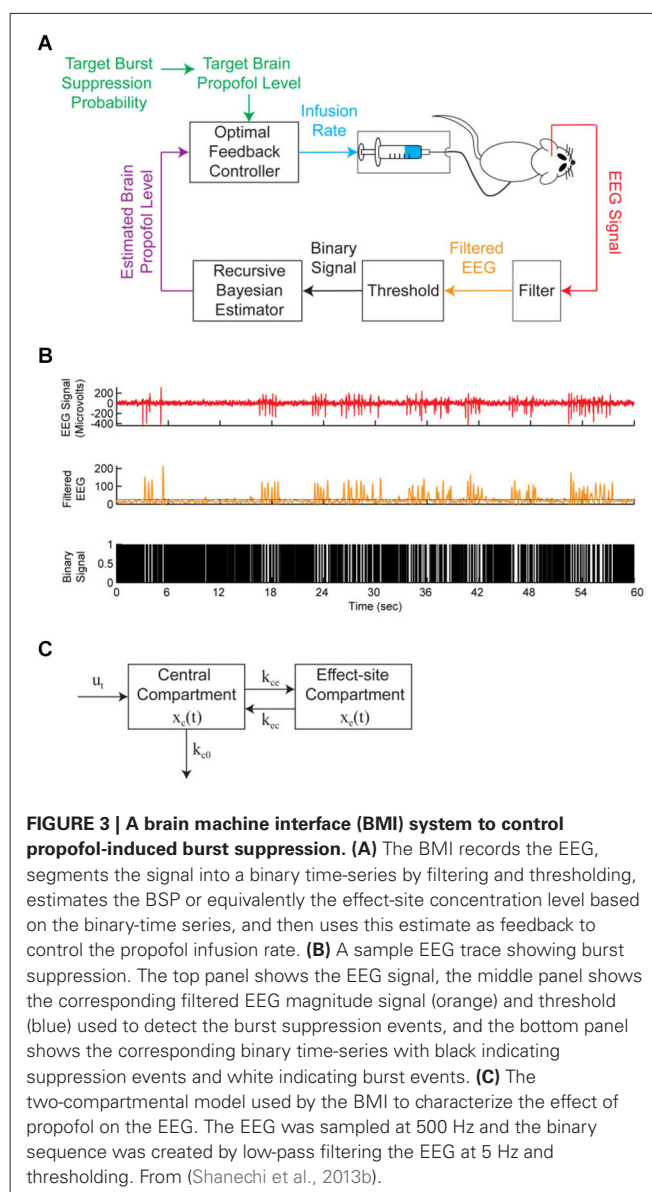 A
Target Burst
Suppression
Probability
Target Brain
Propofol Level
Infusion
Rate
Optimal
Feedback
Controller
Estimated Brain
Propofol Level
EEG Signal
Recursive
Bayesian
Estimator
Binary
Signal
Threshold
Filtered
EEG
Filter
B
EEG Signal
(Microvolts)
200
0
-200
-400
Filtered
EEG
200
100
0
Binary
Signal
1
0.5
0
0 6 12 18 24 30 36 42 48 54 60
Time (sec)
C
u_t
Central
Compartment
x_c(t)
k_ce
k_ec
Effect-site
Compartment
x_e(t)
k_c0
FIGURE 3 | A brain machine interface (BMI) system to control
propofol-induced burst suppression. (A) The BMI records the EEG,
segments the signal into a binary time-series by filtering and thresholding,
estimates the BSP or equivalently the effect-site concentration level based
on the binary-time series, and then uses this estimate as feedback to
control the propofol infusion rate. (B) A sample EEG trace showing burst
suppression. The top panel shows the EEG signal, the middle panel shows
the corresponding filtered EEG magnitude signal (orange) and threshold
(blue) used to detect the burst suppression events, and the bottom panel
shows the corresponding binary time-series with black indicating
suppression events and white indicating burst events. (C) The
two-compartmental model used by the BMI to characterize the effect of
propofol on the EEG. The EEG was sampled at 500 Hz and the binary
sequence was created by low-pass filtering the EEG at 5 Hz and
thresholding. From (Shanechi et al., 2013b).